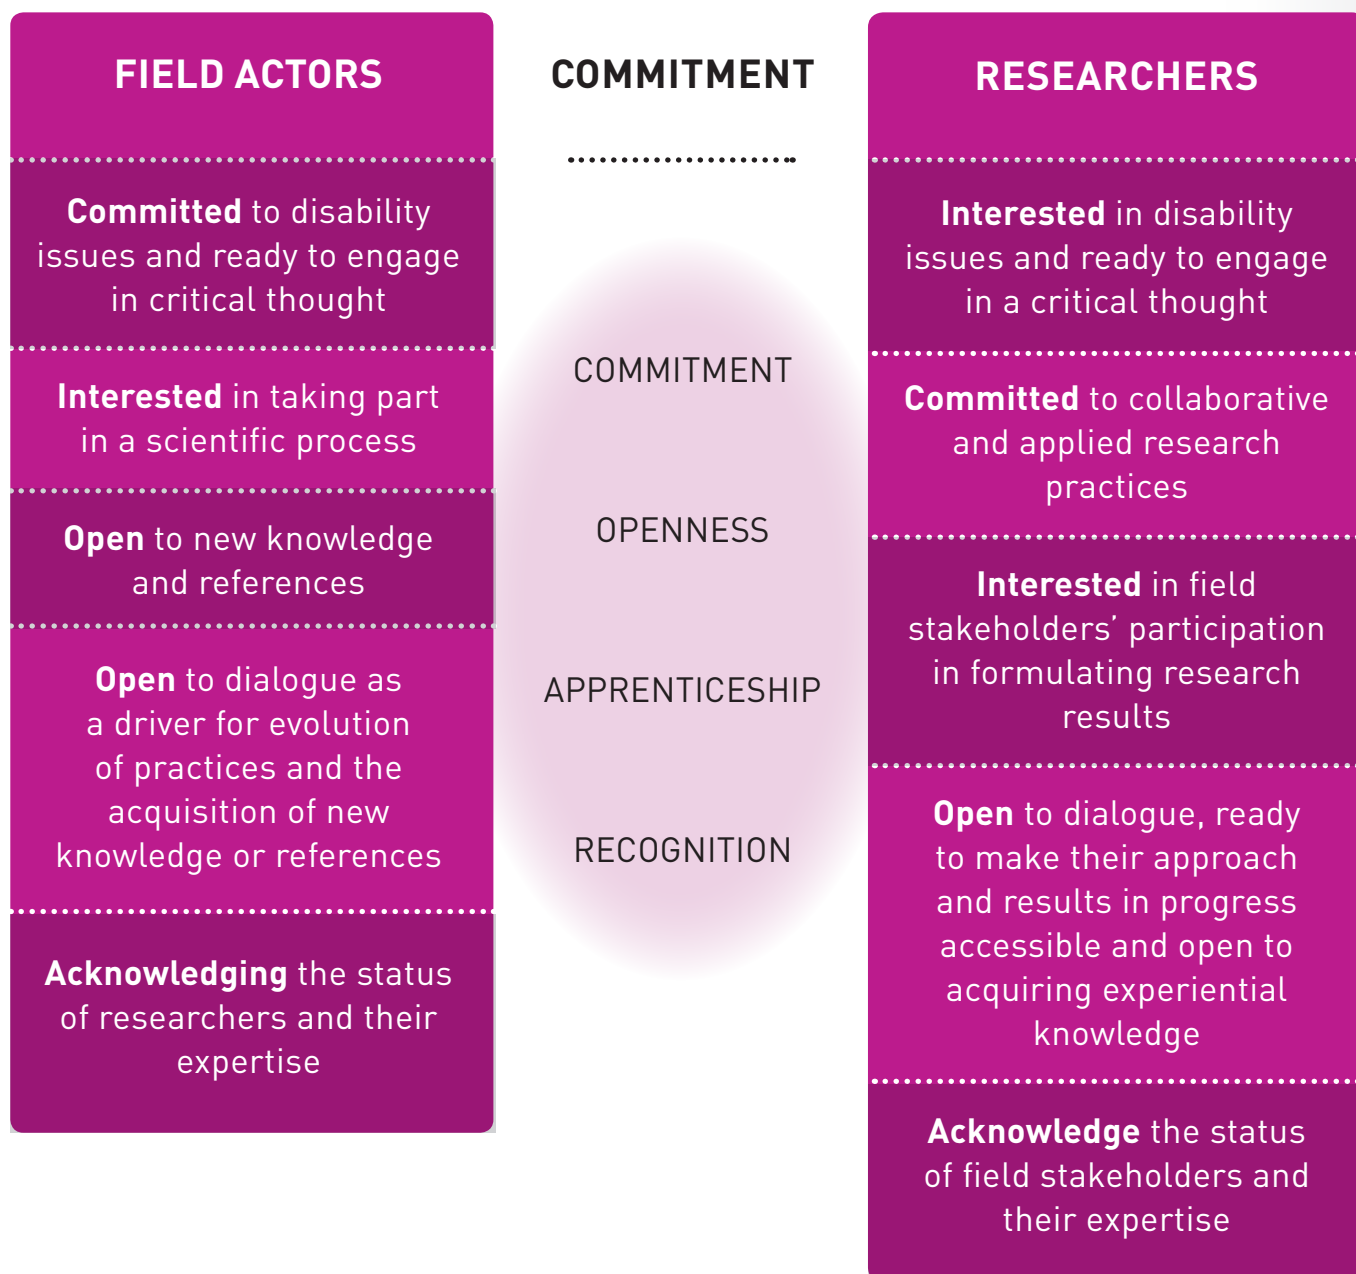 FIELD ACTORS
Committed to disability
issues and ready to engage
in critical thought
Interested in taking part
in a scientific process
Open to new knowledge
and references
Open to dialogue as
a driver for evolution
of practices and the
acquisition of new
knowledge or references
Acknowledging the status
of researchers and their
expertise
COMMITMENT
COMMITMENT
OPENNESS
APPRENTICESHIP
RECOGNITION
RESEARCHERS
Interested in disability
issues and ready to engage
in a critical thought
Committed to collaborative
and applied research
practices
Interested in field
stakeholders’ participation
in formulating research
results
Open to dialogue, ready
to make their approach
and results in progress
accessible and open to
acquiring experiential
knowledge
Acknowledge the status
of field stakeholders and
their expertise